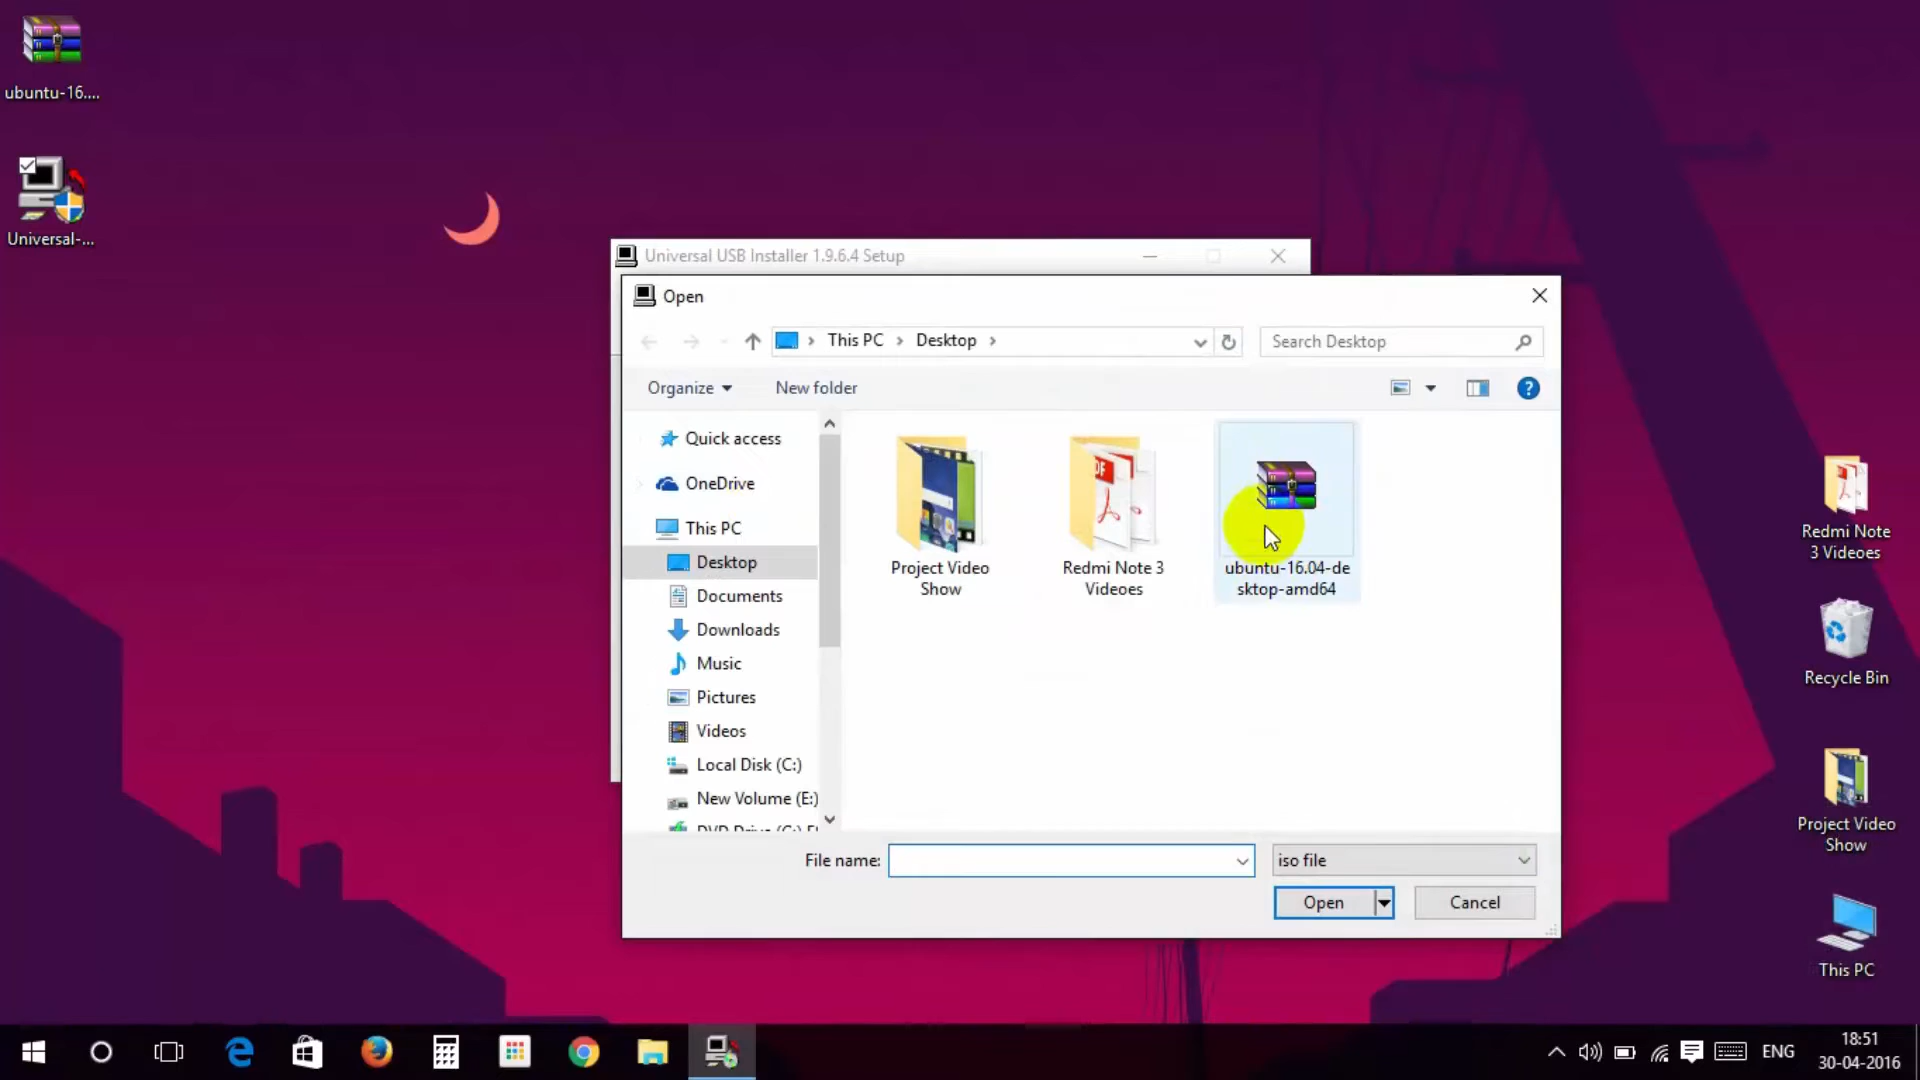 ubuntu-16....
Universal-...
Universal USB Installer 1.9.6.4 Setup
Open
This PC
Desktop
Search Desktop
Organize
New folder
Quick access
OneDrive
This PC
Desktop
Documents
Downloads
Music
Pictures
Videos
Local Disk (C:)
New Volume (E:)
Project Video
Show
Redmi Note 3
Videoes
ubuntu-16.04-de
sktop-amd64
File name:
iso file
Open
Cancel
Redmi Note
3 Videoes
Recycle Bin
Project Video
Show
This PC
ENG
18:51
30-04-2016